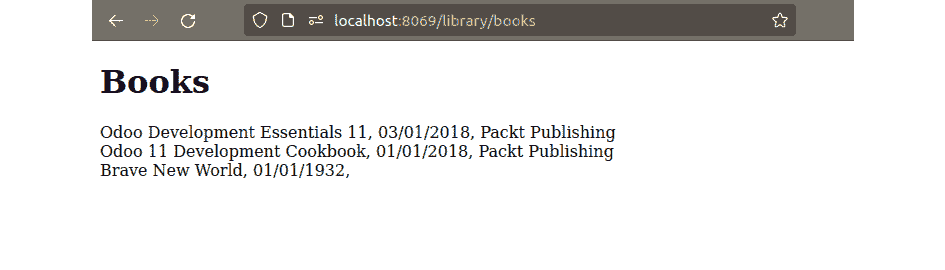 localhost:8069/library/books
Books
Odoo Development Essentials 11, 03/01/2018, Packt Publishing
Odoo 11 Development Cookbook, 01/01/2018, Packt Publishing
Brave New World, 01/01/1932,